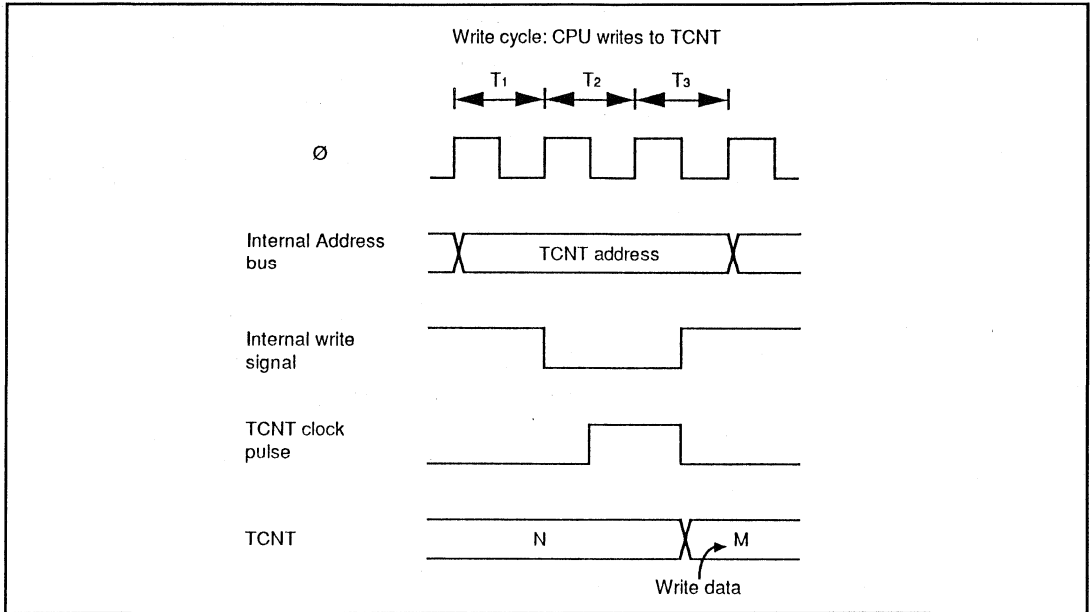 Write cycle: CPU writes to TCNT
T1 T2 T3
Ø
Internal Address
bus
TCNT address
Internal write
signal
TCNT clock
pulse
TCNT
N
M
Write data